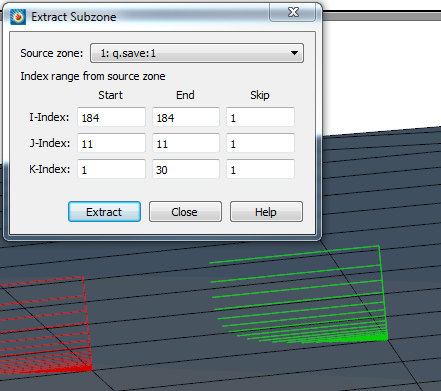 Extract Subzone
Source zone: 1: q.save:1
Index range from source zone
Start End Skip
I-Index: 184 184 1
J-Index: 11 11 1
K-Index: 1 30 1
Extract Close Help